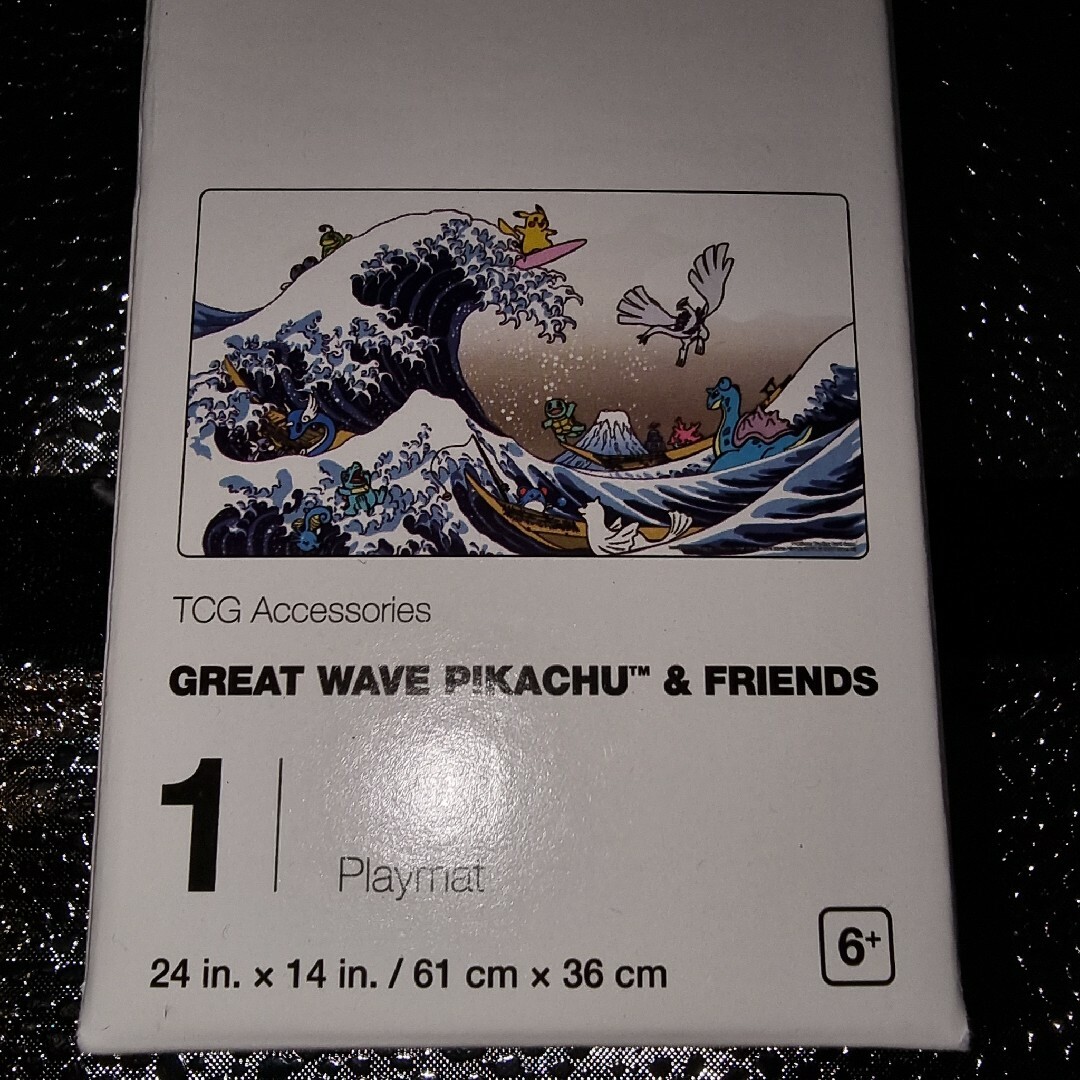 TCG Accessories
GREAT WAVE PIKACHU™ & FRIENDS
1
Playmat
24 in. × 14 in. / 61 cm × 36 cm
6+